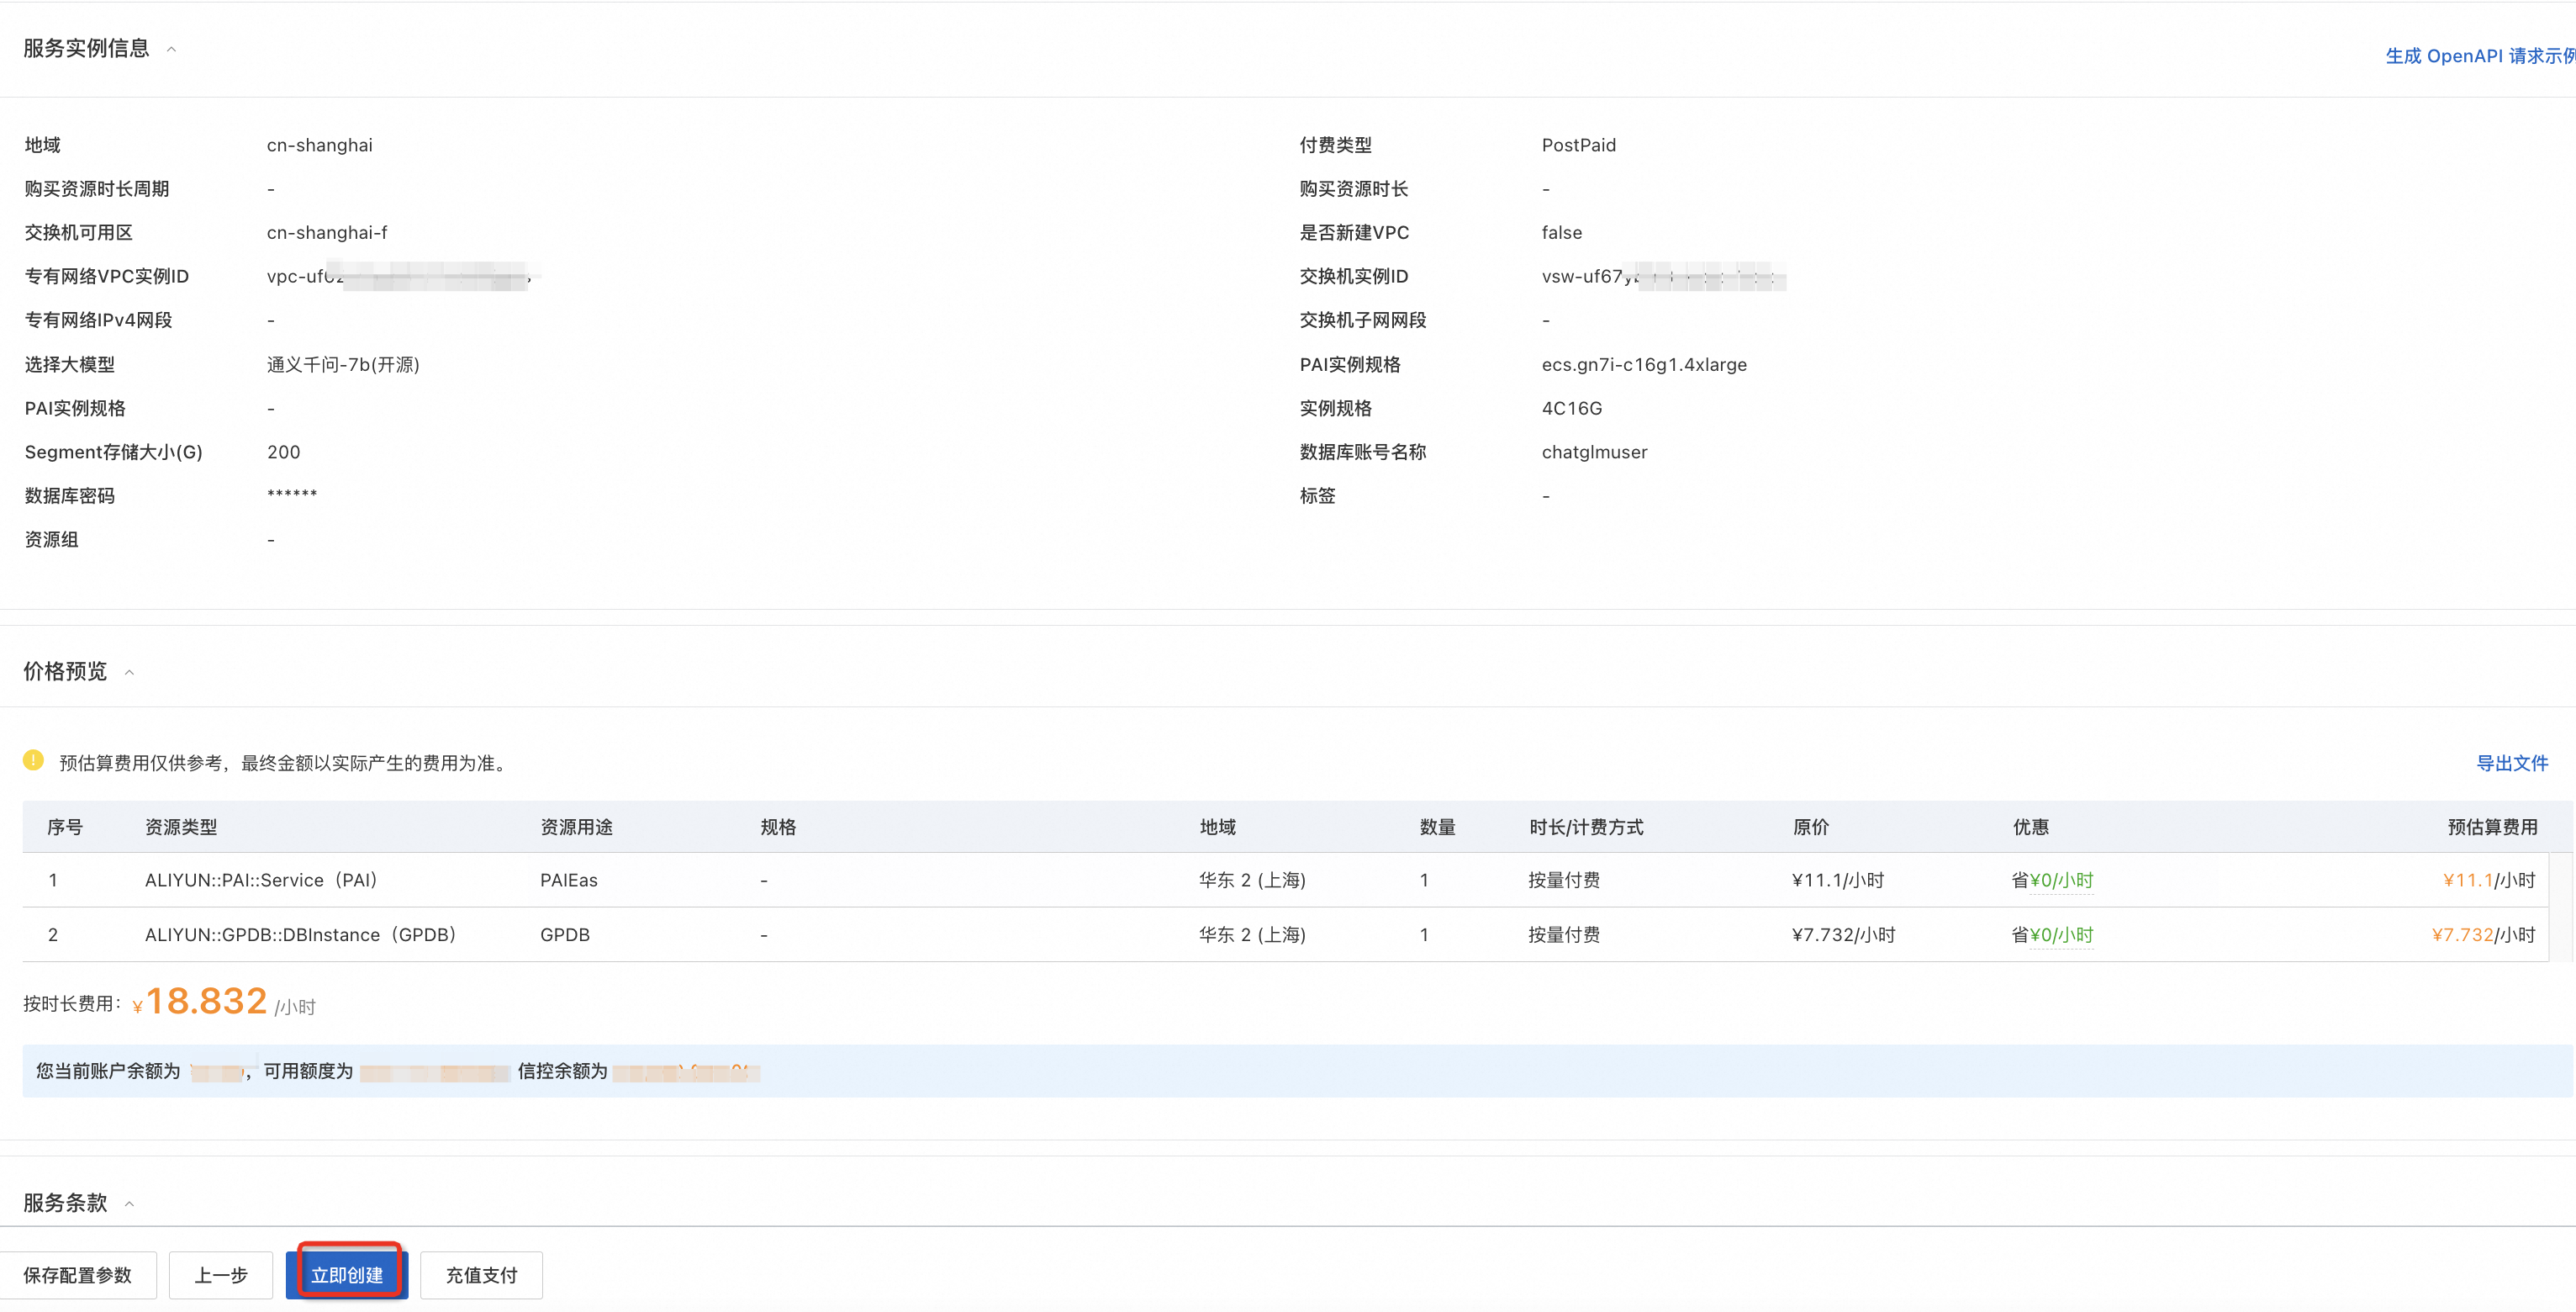 服务实例信息
生成 OpenAPI 请求示例
地域 cn-shanghai 付费类型 PostPaid
购买资源时长周期 - 购买资源时长 -
交换机可用区 cn-shanghai-f 是否新建VPC false
专有网络VPC实例ID vpc-uf6 交换机实例ID vsw-uf67
专有网络IPv4网段 - 交换机子网网段 -
选择大模型 通义千问-7b(开源) PAI实例规格 ecs.gn7i-c16g1.4xlarge
PAI实例规格 - 实例规格 4C16G
Segment存储大小(G) 200 数据库账号名称 chatglmuser
数据库密码 ****** 标签 -
资源组 -
价格预览
预估算费用仅供参考，最终金额以实际产生的费用为准。 导出文件
序号 资源类型 资源用途 规格 地域 数量 时长/计费方式 原价 优惠 预估算费用
1 ALIYUN::PAI::Service（PAI） PAIEas - 华东 2 (上海) 1 按量付费 ¥11.1/小时 省¥0/小时 ¥11.1/小时
2 ALIYUN::GPDB::DBInstance（GPDB） GPDB - 华东 2 (上海) 1 按量付费 ¥7.732/小时 省¥0/小时 ¥7.732/小时
按时长费用： ¥18.832 /小时
您当前账户余额为 ，可用额度为 信控余额为
服务条款
保存配置参数 上一步 立即创建 充值支付